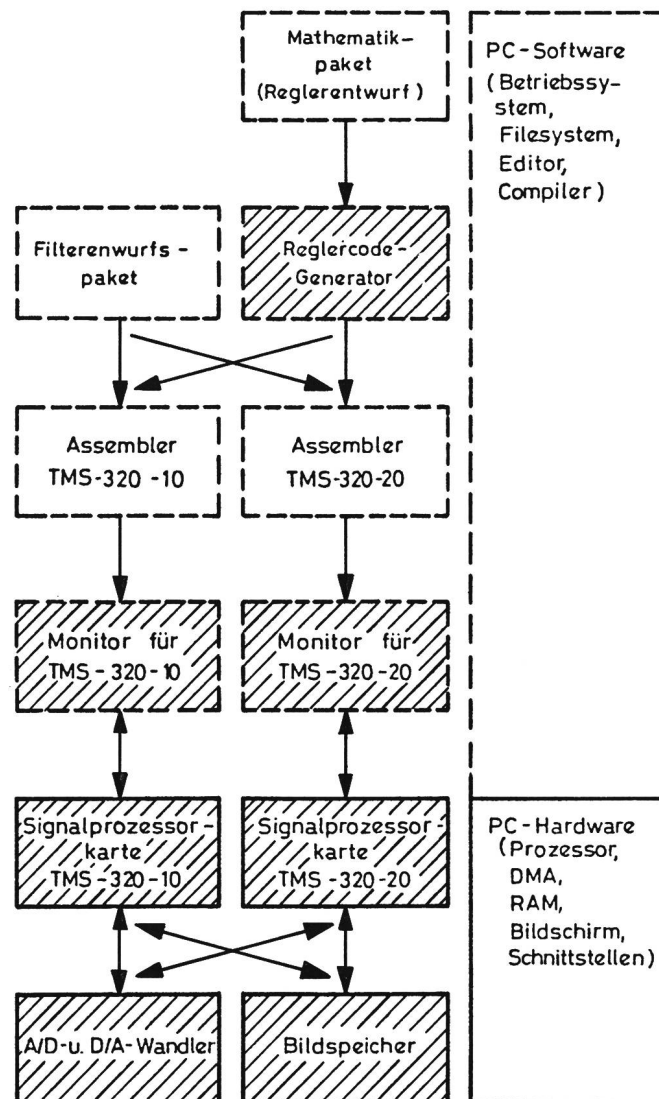 Mathematik-
paket
(Reglerentwurf)
PC-Software
(Betriebssy-
stem,
Filesystem,
Editor,
Compiler)
Filterenwurfs-
paket
Reglercode-
Generator
Assembler
TMS-320-10
Assembler
TMS-320-20
Monitor für
TMS-320-10
Monitor für
TMS-320-20
Signalprozessor-
karte
TMS-320-10
Signalprozessor-
karte
TMS-320-20
PC-Hardware
(Prozessor,
DMA,
RAM,
Bildschirm,
Schnittstellen)
A/D-u. D/A-Wandler
Bildspeicher